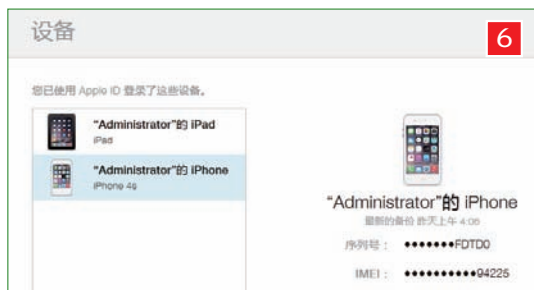 设备
6
您已使用 Apple ID 登录了这些设备。
“Administrator”的 iPad
iPad
“Administrator”的 iPhone
iPhone 4s
“Administrator”的 iPhone
最新的备份 昨天上午 4:06
序列号： ●●●●●●●FDTD0
IMEI： ●●●●●●●●●●94225